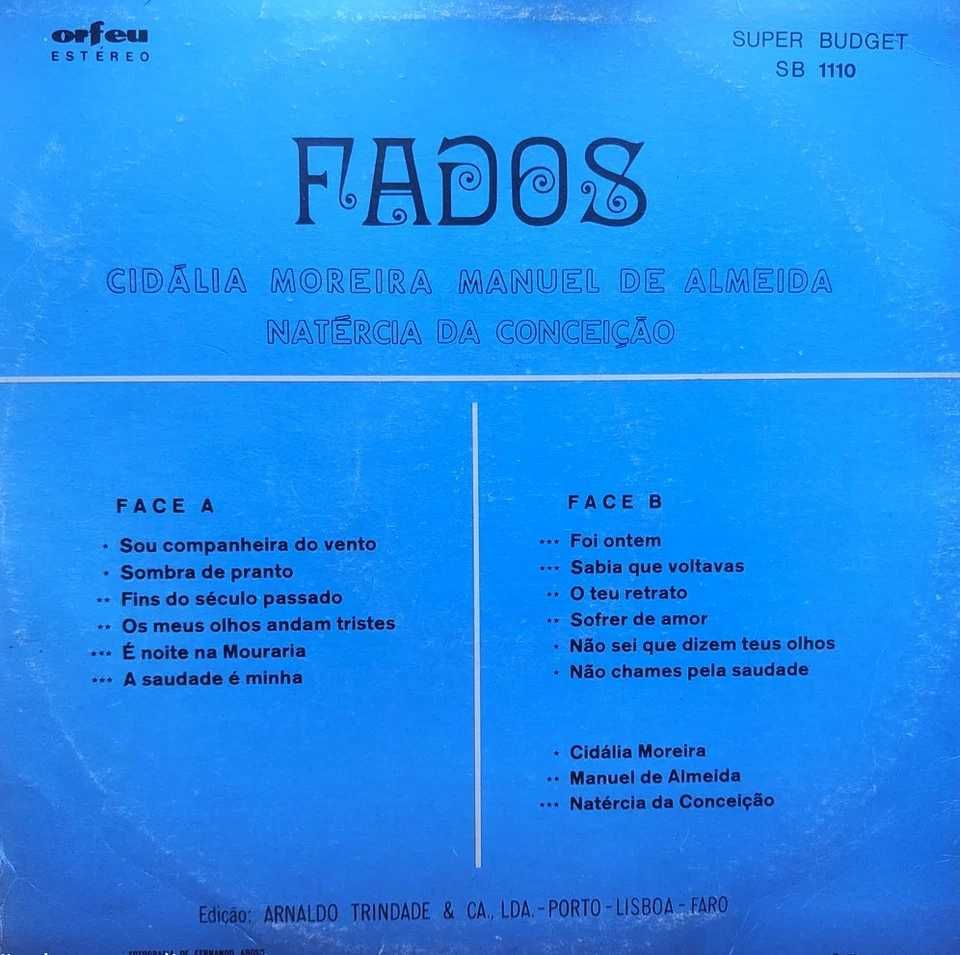 orfeu
ESTÉREO
SUPER BUDGET
SB 1110
FADOS
CIDÁLIA MOREIRA MANUEL DE ALMEIDA
NATÉRCIA DA CONCEIÇÃO
FACE A
* Sou companheira do vento
* Sombra de pranto
** Fins do século passado
** Os meus olhos andam tristes
*** É noite na Mouraria
*** A saudade é minha
FACE B
*** Foi ontem
*** Sabia que voltavas
** O teu retrato
** Sofrer de amor
* Não sei que dizem teus olhos
* Não chames pela saudade
* Cidália Moreira
** Manuel de Almeida
*** Natércia da Conceição
Edição: ARNALDO TRINDADE & CA., LDA.-PORTO-LISBOA-FARO
FOTOGRAFIA DE FERNANDO